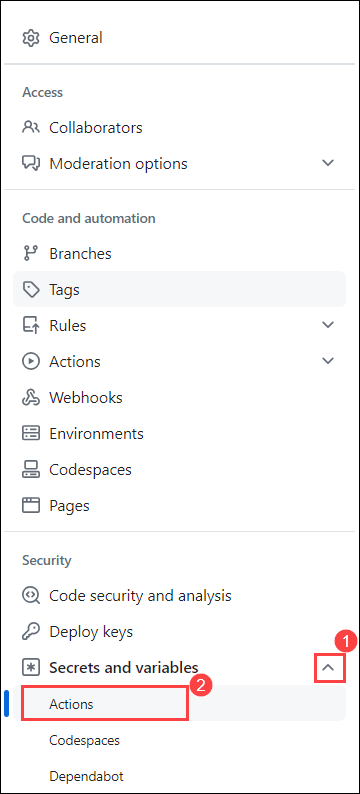 General
Access
Collaborators
Moderation options
Code and automation
Branches
Tags
Rules
Actions
Webhooks
Environments
Codespaces
Pages
Security
Code security and analysis
Deploy keys
1
Secrets and variables
2
Actions
Codespaces
Dependabot